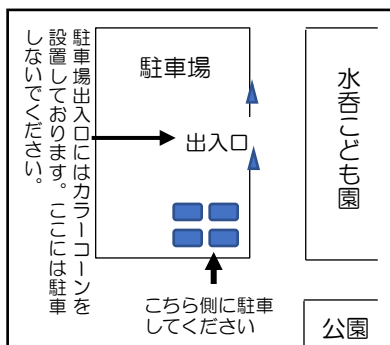 駐車場出入口にはカラーコーンを
設置しております。ここには駐車
しないでください。
駐車場
出入口
水呑こども園
こちら側に駐車
してください
公園